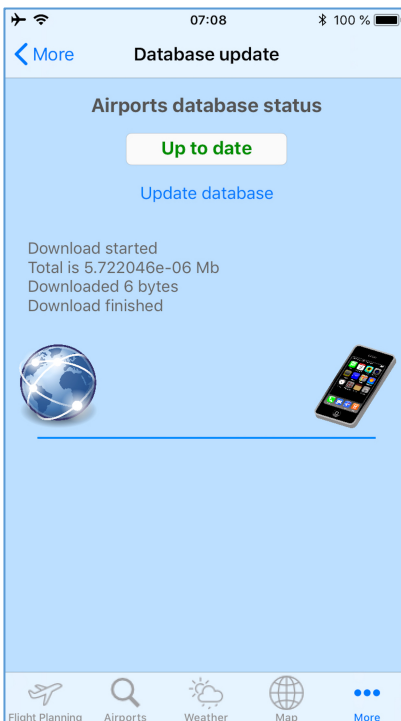 07:08 100 %
More Database update
Airports database status
Up to date
Update database
Download started
Total is 5.722046e-06 Mb
Downloaded 6 bytes
Download finished
Flight Planning Airports Weather Map More